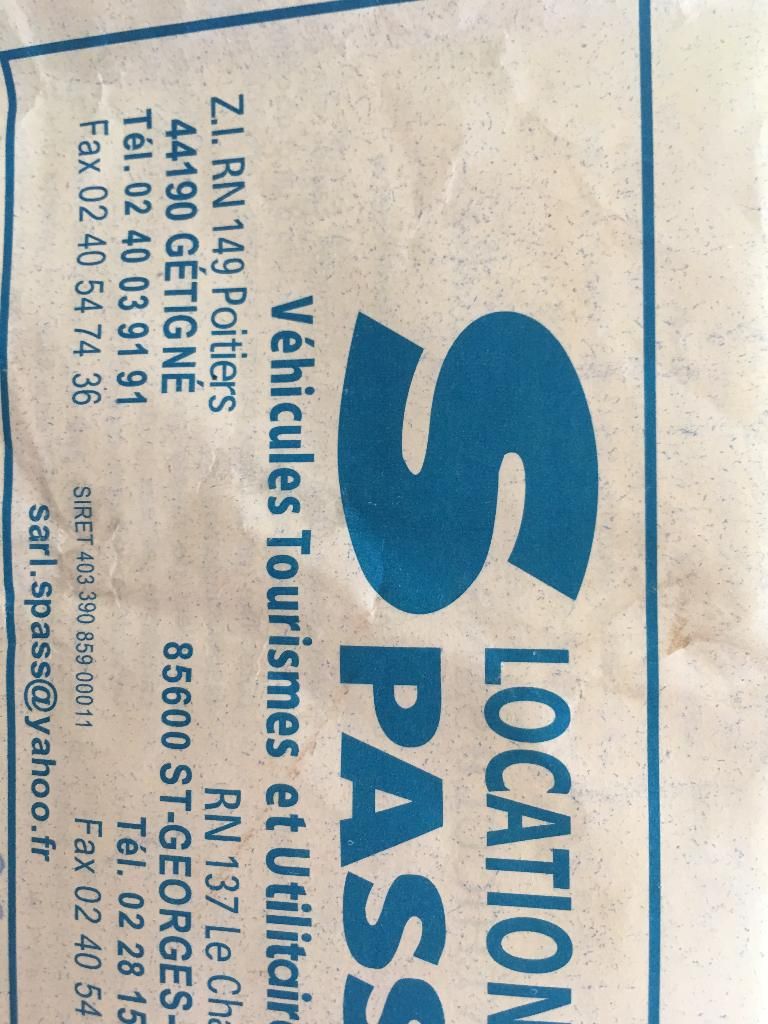 LOCATION
SPASS
Véhicules Tourismes et Utilitair
Z.I. RN 149 Poitiers
44190 GÉTIGNÉ
Tél. 02 40 03 91 91
Fax 02 40 54 74 36
RN 137 Le Cha
85600 ST-GEORGES-
Tél. 02 28 15
Fax 02 40 54
SIRET 403 390 859 00011
sarl.spass@yahoo.fr